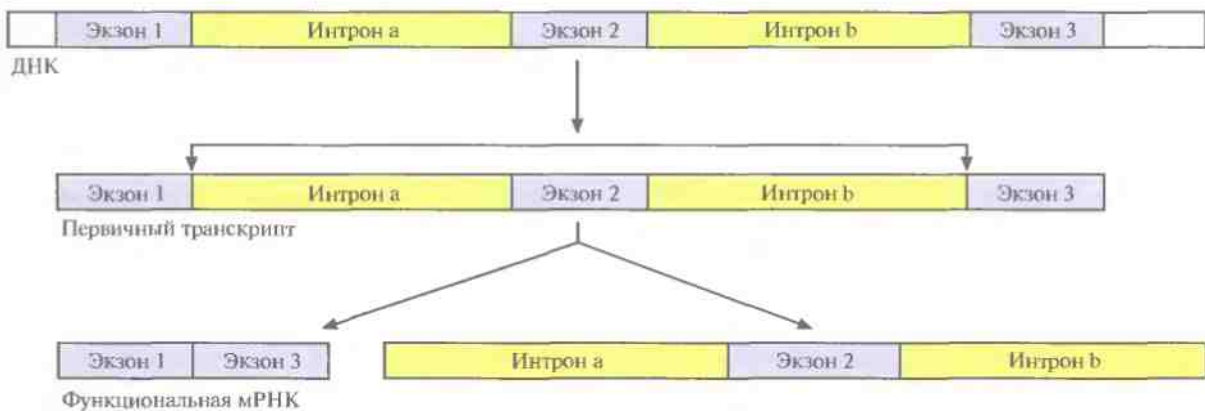 Экзон 1 Интрон a Экзон 2 Интрон b Экзон 3
ДНК
Экзон 1 Интрон a Экзон 2 Интрон b Экзон 3
Первичный транскрипт
Экзон 1 Экзон 3 Интрон a Экзон 2 Интрон b
Функциональная мРНК